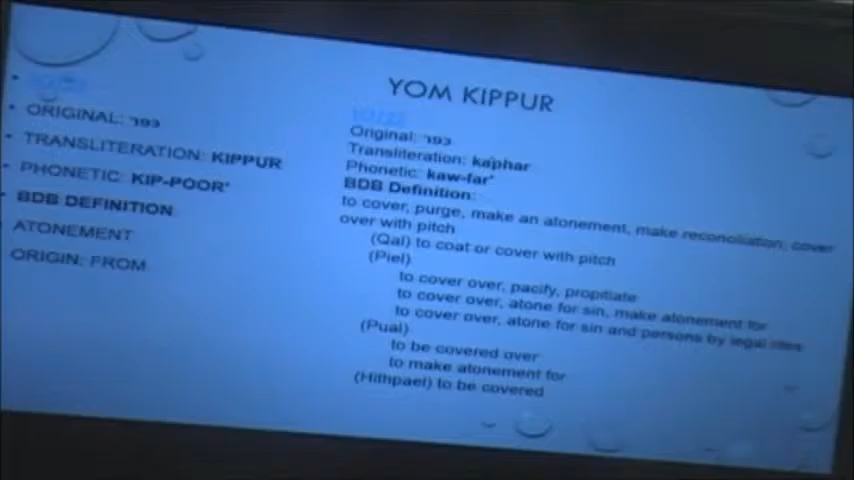 YOM KIPPUR
• ORIGINAL: כפר
• TRANSLITERATION: KIPPUR
• PHONETIC: KIP-POOR'
• BDB DEFINITION:
ATONEMENT
ORIGIN: FROM
Original: כפר
Transliteration: kaphar
Phonetic: kaw-far'
BDB Definition:
to cover, purge, make an atonement, make reconciliation, cover
over with pitch
(Qal) to coat or cover with pitch
(Piel)
to cover over, pacify, propitiate
to cover over, atone for sin, make atonement for
to cover over, atone for sin and persons by legal rites
(Pual)
to be covered over
to make atonement for
(Hithpael) to be covered